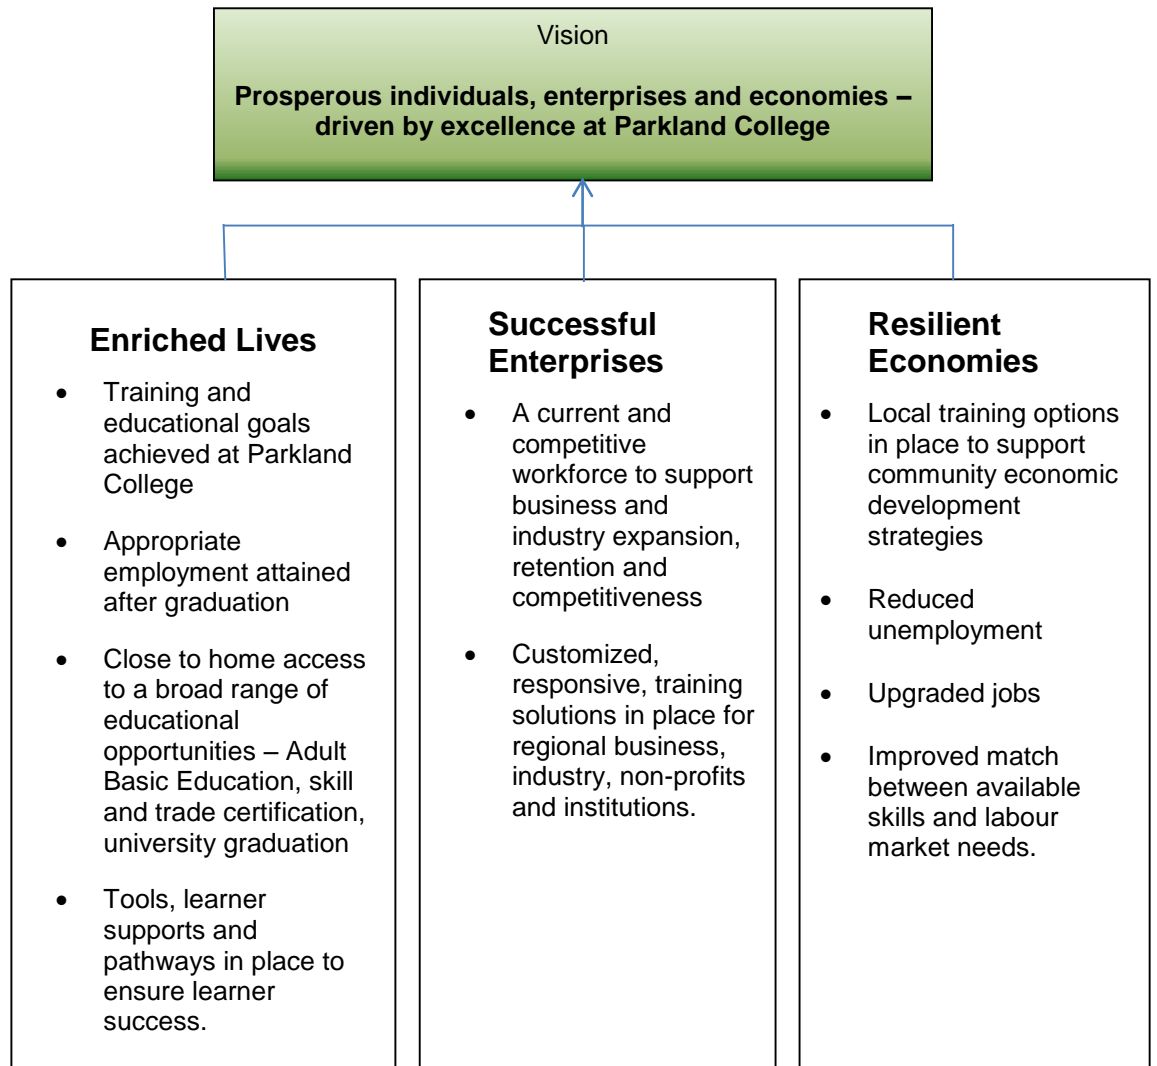 Vision
Prosperous individuals, enterprises and economies –
driven by excellence at Parkland College
Enriched Lives
• Training and
educational goals
achieved at Parkland
College
• Appropriate
employment attained
after graduation
• Close to home access
to a broad range of
educational
opportunities – Adult
Basic Education, skill
and trade certification,
university graduation
• Tools, learner
supports and
pathways in place to
ensure learner
success.
Successful
Enterprises
• A current and
competitive
workforce to support
business and
industry expansion,
retention and
competitiveness
• Customized,
responsive, training
solutions in place for
regional business,
industry, non-profits
and institutions.
Resilient
Economies
• Local training options
in place to support
community economic
development
strategies
• Reduced
unemployment
• Upgraded jobs
• Improved match
between available
skills and labour
market needs.